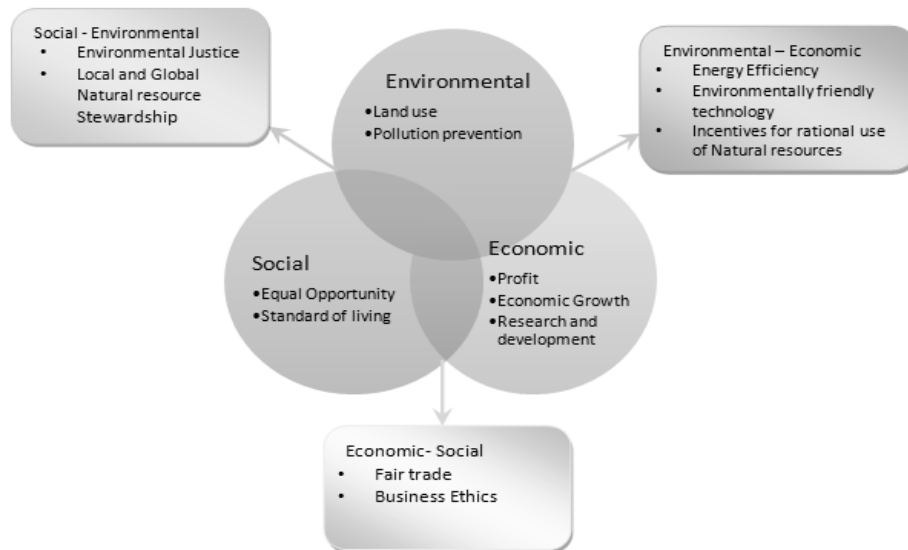 Social - Environmental
• Environmental Justice
• Local and Global
Natural resource
Stewardship
Environmental
•Land use
•Pollution prevention
Environmental – Economic
• Energy Efficiency
• Environmentally friendly
technology
• Incentives for rational use
of Natural resources
Social
•Equal Opportunity
•Standard of living
Economic
•Profit
•Economic Growth
•Research and
development
Economic- Social
• Fair trade
• Business Ethics